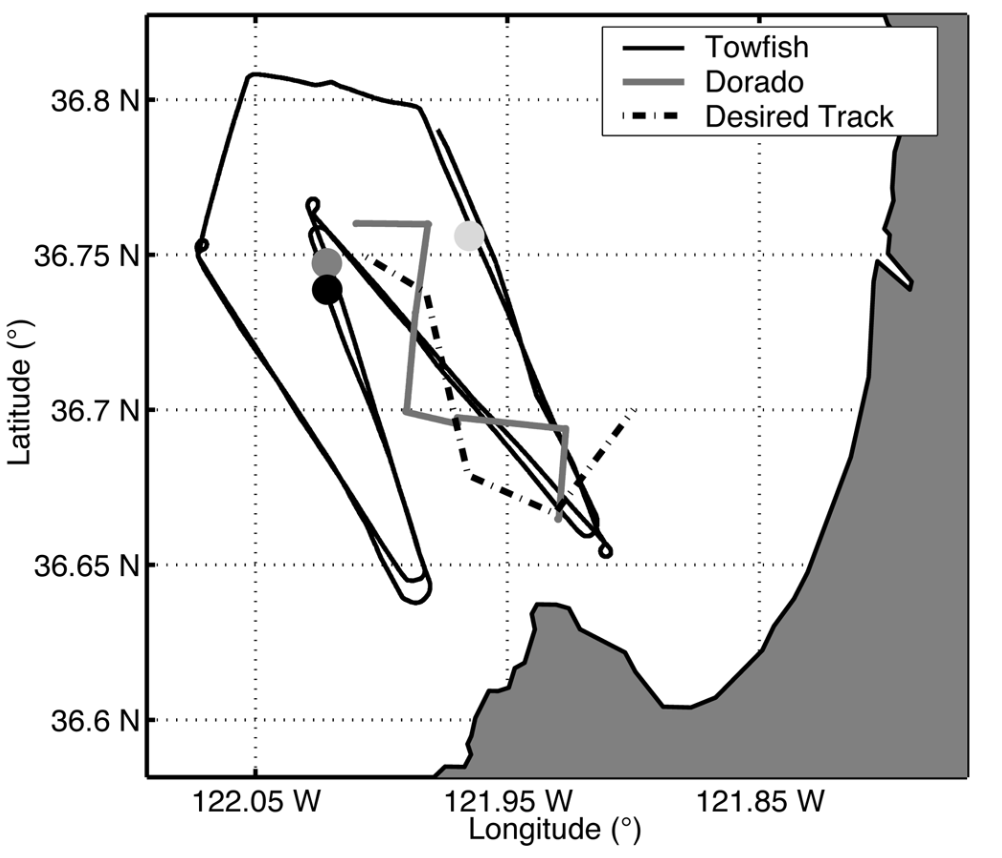 Towfish
Dorado
Desired Track
36.8 N
36.75 N
36.7 N
36.65 N
36.6 N
Latitude (°)
122.05 W
121.95 W
121.85 W
Longitude (°)